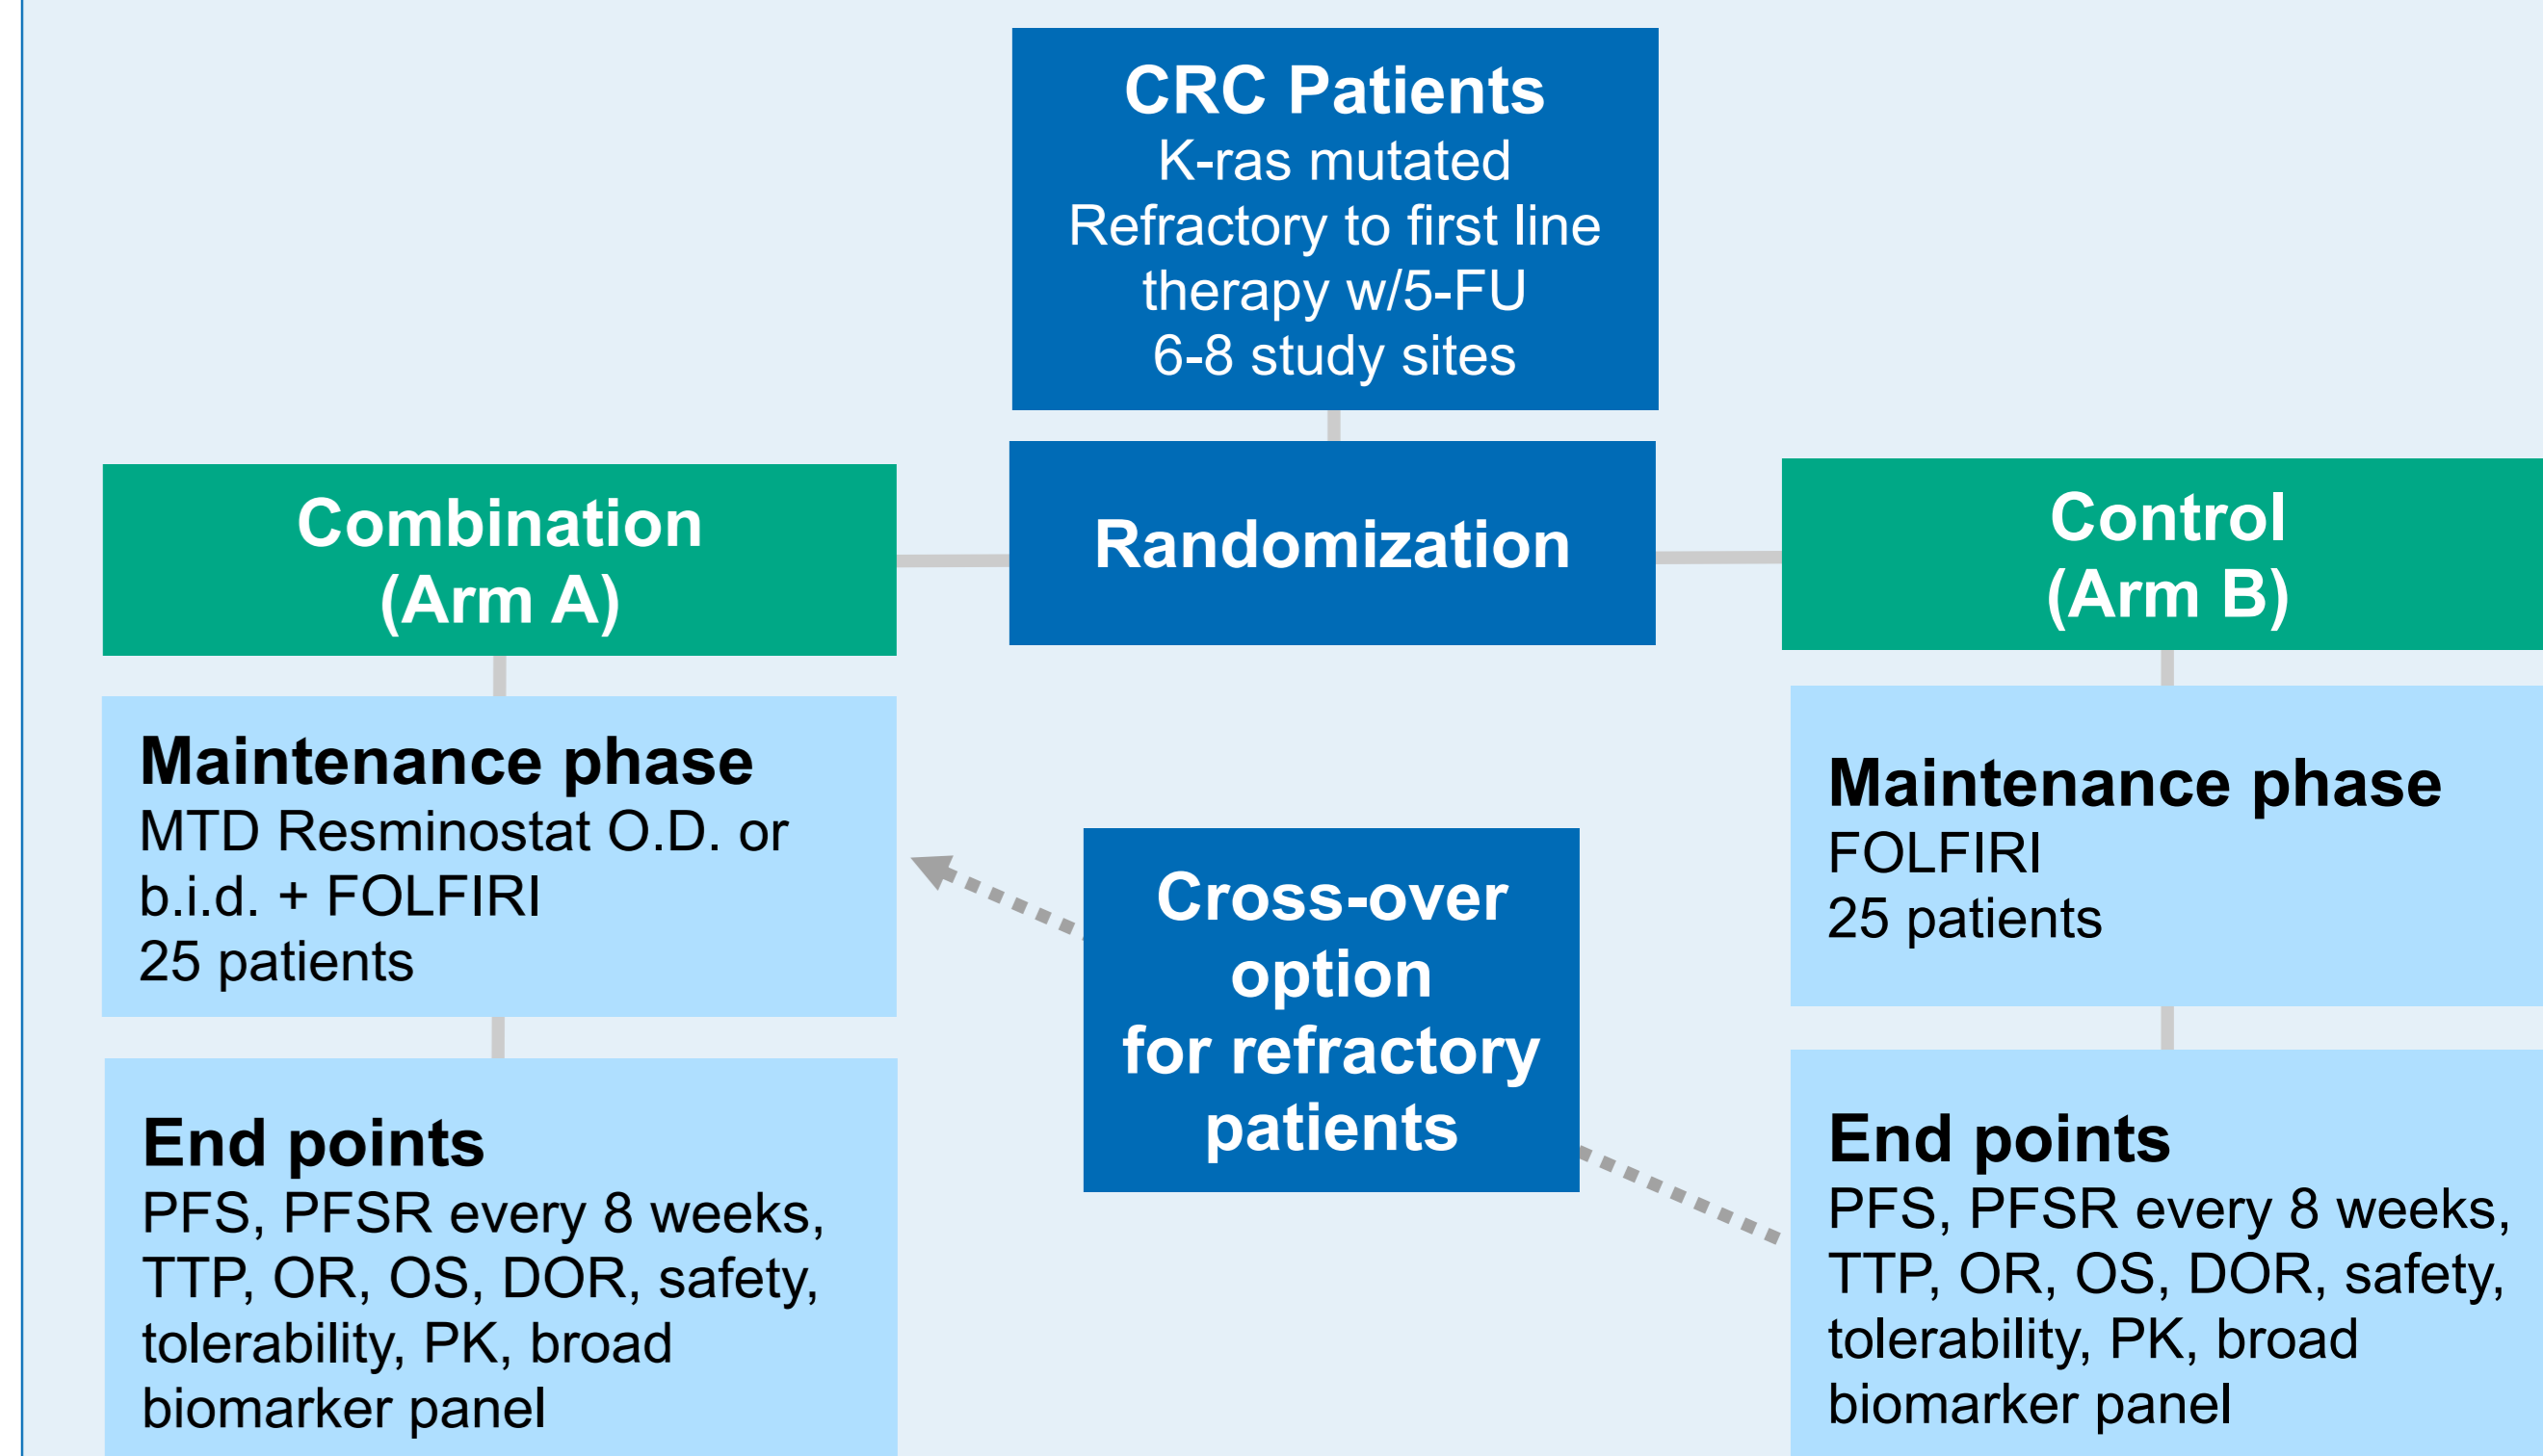 CRC Patients
K-ras mutated
Refractory to first line
therapy w/5-FU
6-8 study sites
Randomization
Combination
(Arm A)
Control
(Arm B)
Maintenance phase
MTD Resminostat O.D. or
b.i.d. + FOLFIRI
25 patients
Cross-over
option
for refractory
patients
Maintenance phase
FOLFIRI
25 patients
End points
PFS, PFSR every 8 weeks,
TTP, OR, OS, DOR, safety,
tolerability, PK, broad
biomarker panel
End points
PFS, PFSR every 8 weeks,
TTP, OR, OS, DOR, safety,
tolerability, PK, broad
biomarker panel